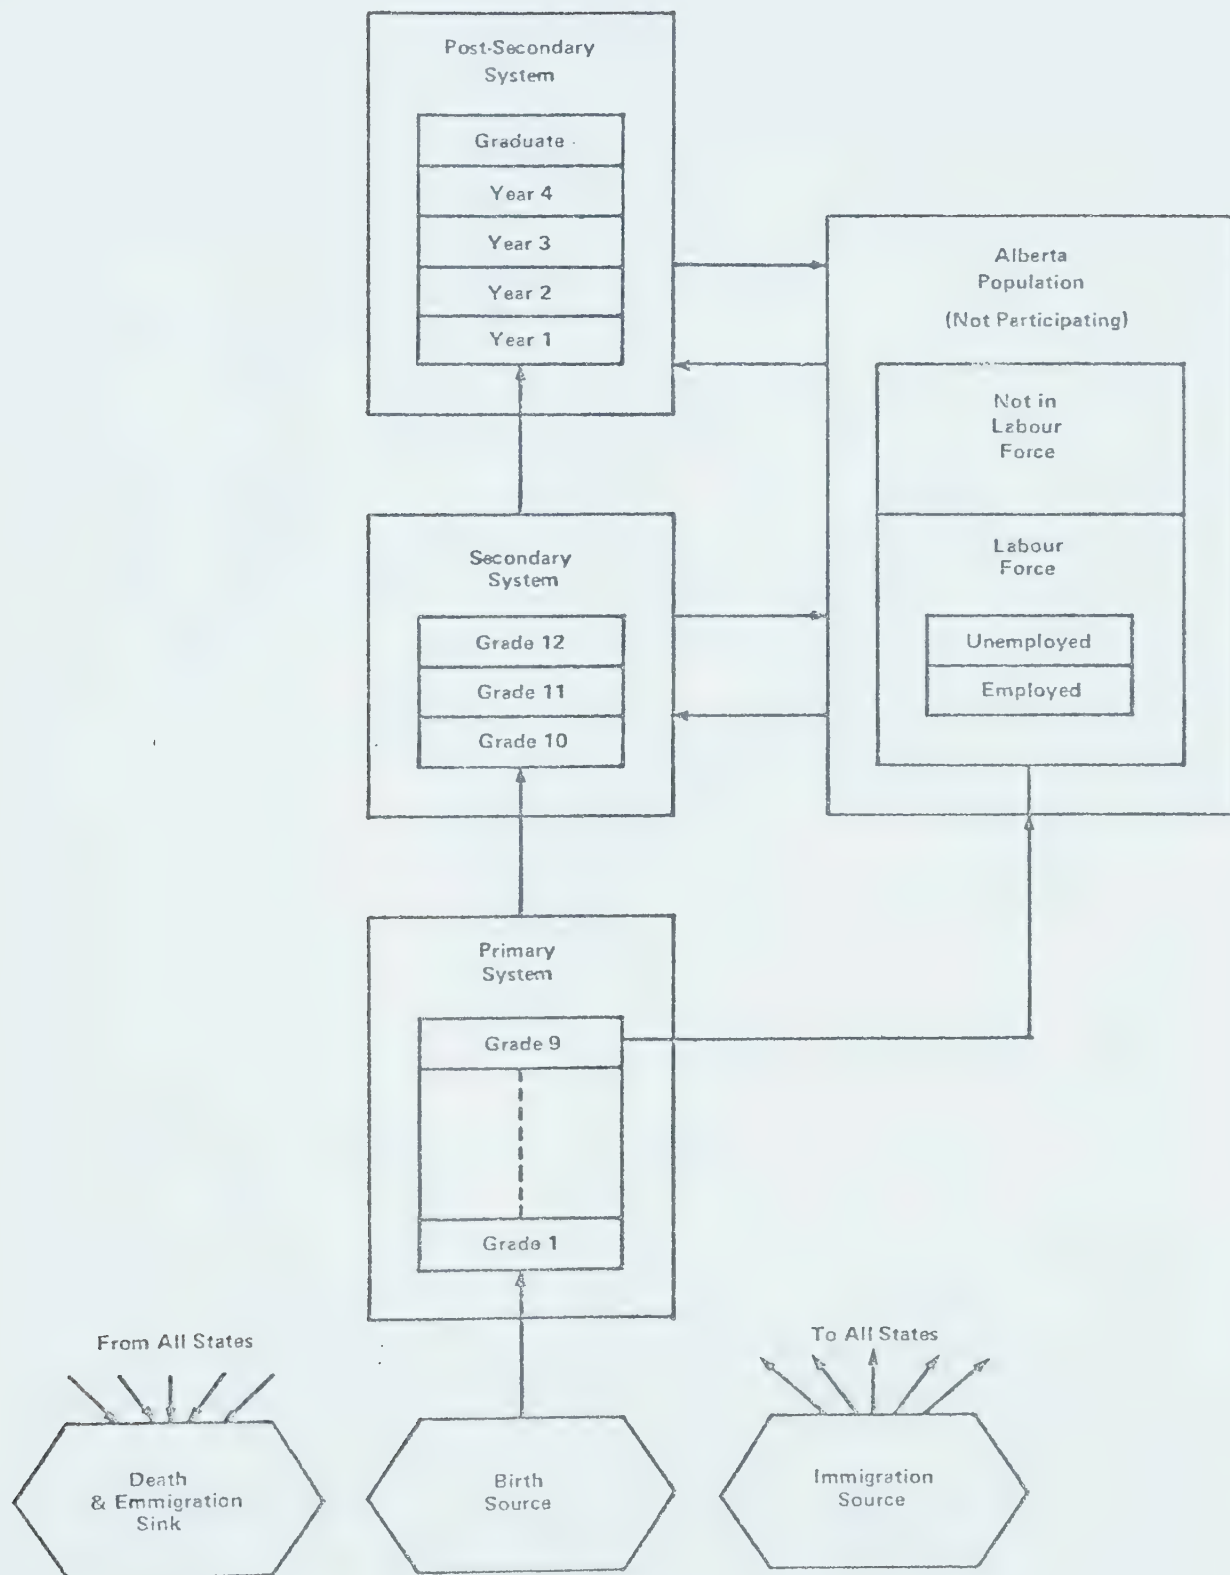 Post-Secondary
System
Graduate
Year 4
Year 3
Year 2
Year 1
Alberta
Population
(Not Participating)
Not in
Labour
Force
Labour
Force
Unemployed
Employed
Secondary
System
Grade 12
Grade 11
Grade 10
Primary
System
Grade 9
Grade 1
From All States
Death
& Emmigration
Sink
Birth
Source
To All States
Immigration
Source